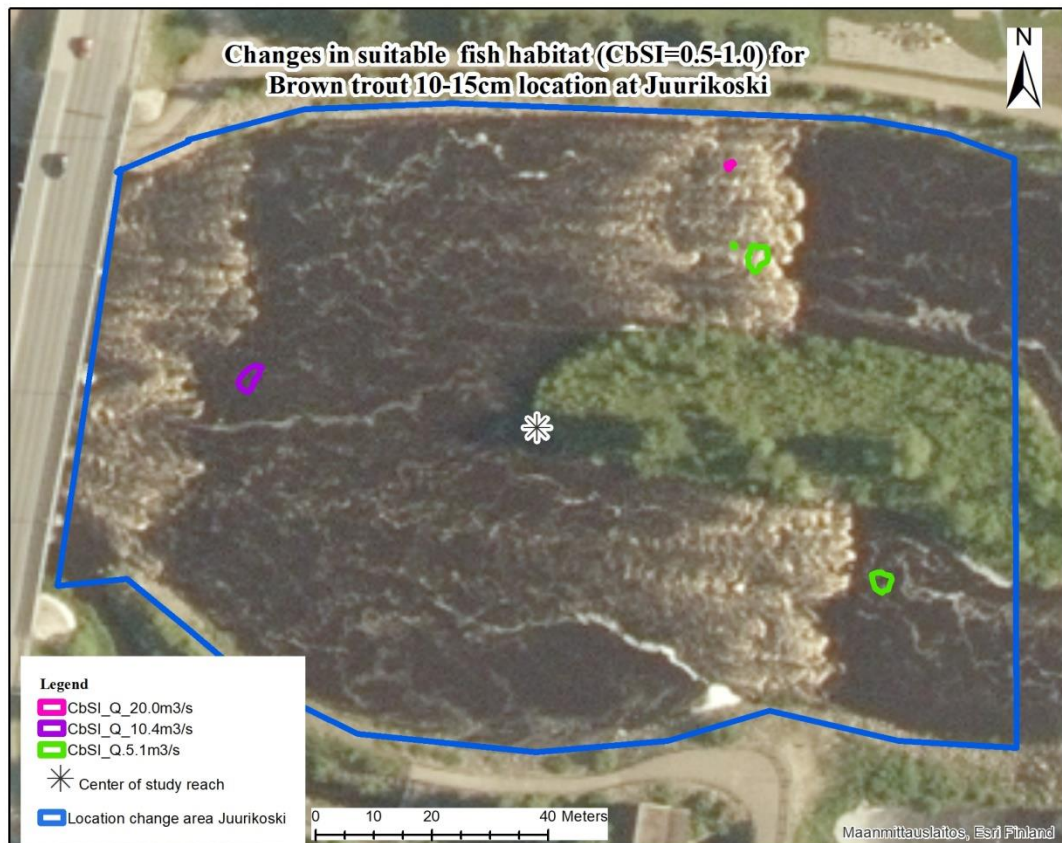 Changes in suitable fish habitat (CbSI=0.5-1.0) for
Brown trout 10-15cm location at Juurikoski
N
Legend
CbSI_Q_20.0m3/s
CbSI_Q_10.4m3/s
CbSI_Q.5.1m3/s
Center of study reach
Location change area Juurikoski
0 10 20 40 Meters
Maanmittauslaitos, Esri Finland